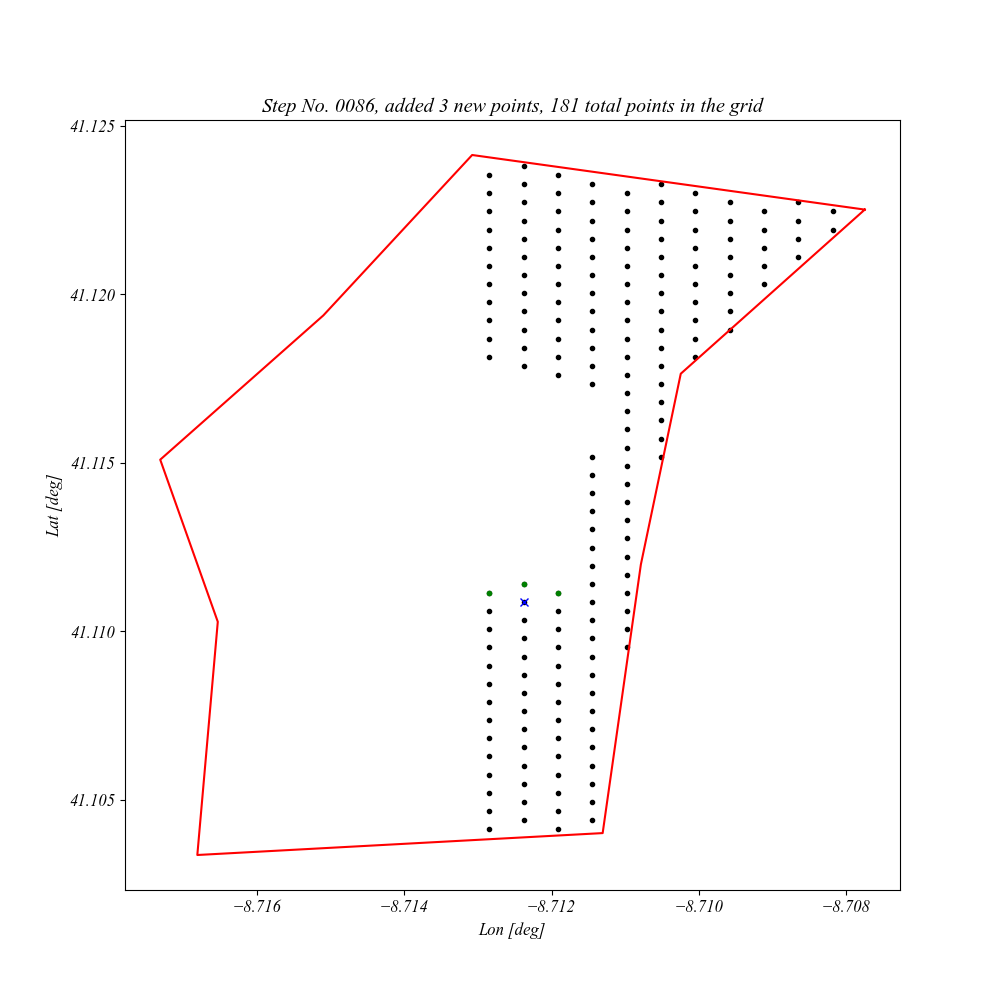 Step No. 0086, added 3 new points, 181 total points in the grid
41.125
41.120
41.115
41.110
41.105
Lat [deg]
−8.716 −8.714 −8.712 −8.710 −8.708
Lon [deg]